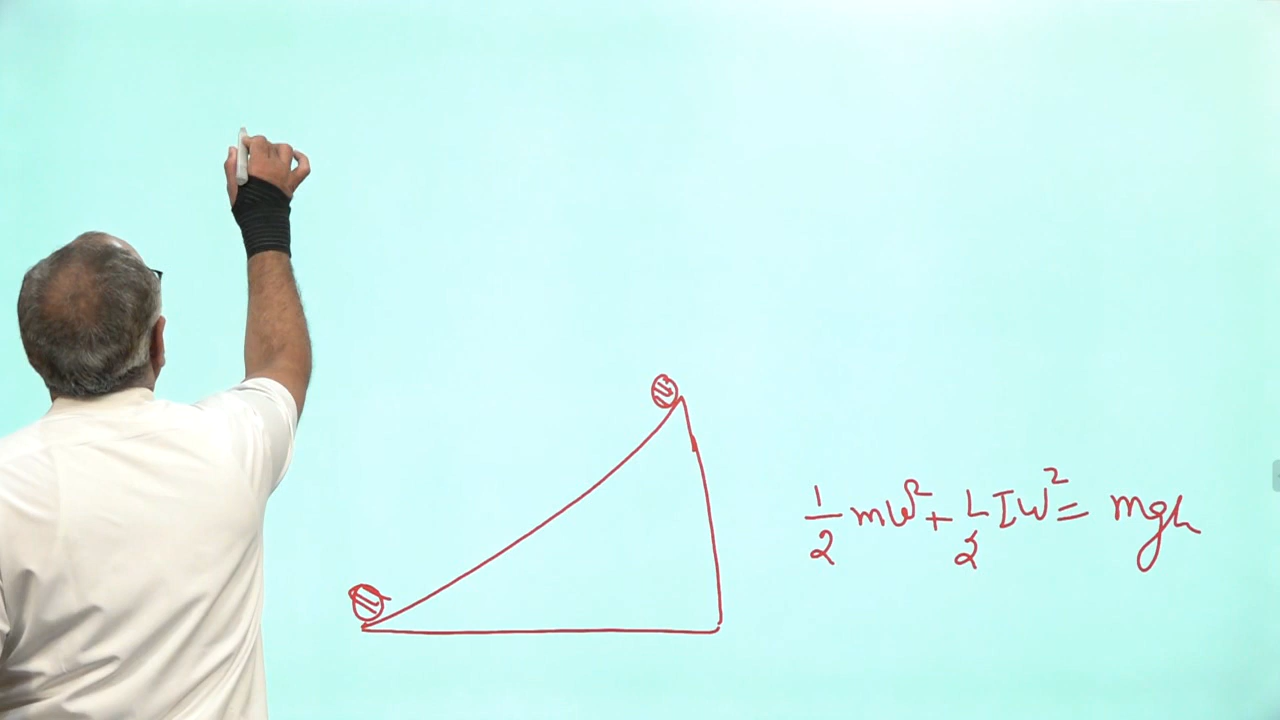 ½ mv² + ½ Iω² = mgh